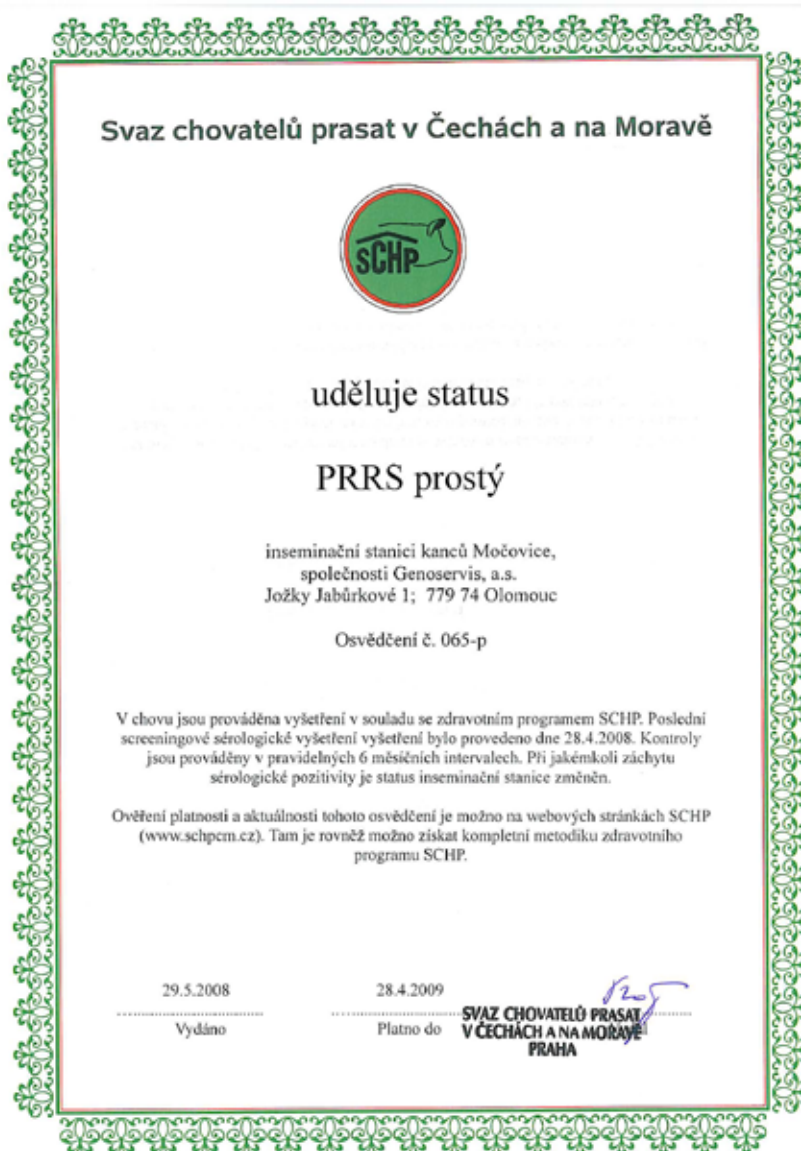 Svaz chovatelů prasat v Čechách a na Moravě
SCHP
uděluje status
PRRS prostý
inseminační stanici kanců Močovice,
společnosti Genoservis, a.s.
Jožky Jabůrkové 1; 779 74 Olomouc
Osvědčení č. 065-p
V chovu jsou prováděna vyšetření v souladu se zdravotním programem SCHP. Poslední
screeningové sérologické vyšetření vyšetření bylo provedeno dne 28.4.2008. Kontroly
jsou prováděny v pravidelných 6 měsíčních intervalech. Při jakémkoli záchytu
sérologické pozitivity je status inseminační stanice změněn.
Ověření platnosti a aktuálnosti tohoto osvědčení je možno na webových stránkách SCHP
(www.schpcm.cz). Tam je rovněž možno získat kompletní metodiku zdravotního
programu SCHP.
29.5.2008 28.4.2009
Vydáno Platno do
SVAZ CHOVATELŮ PRASAT
V ČECHÁCH A NA MORAVĚ
PRAHA